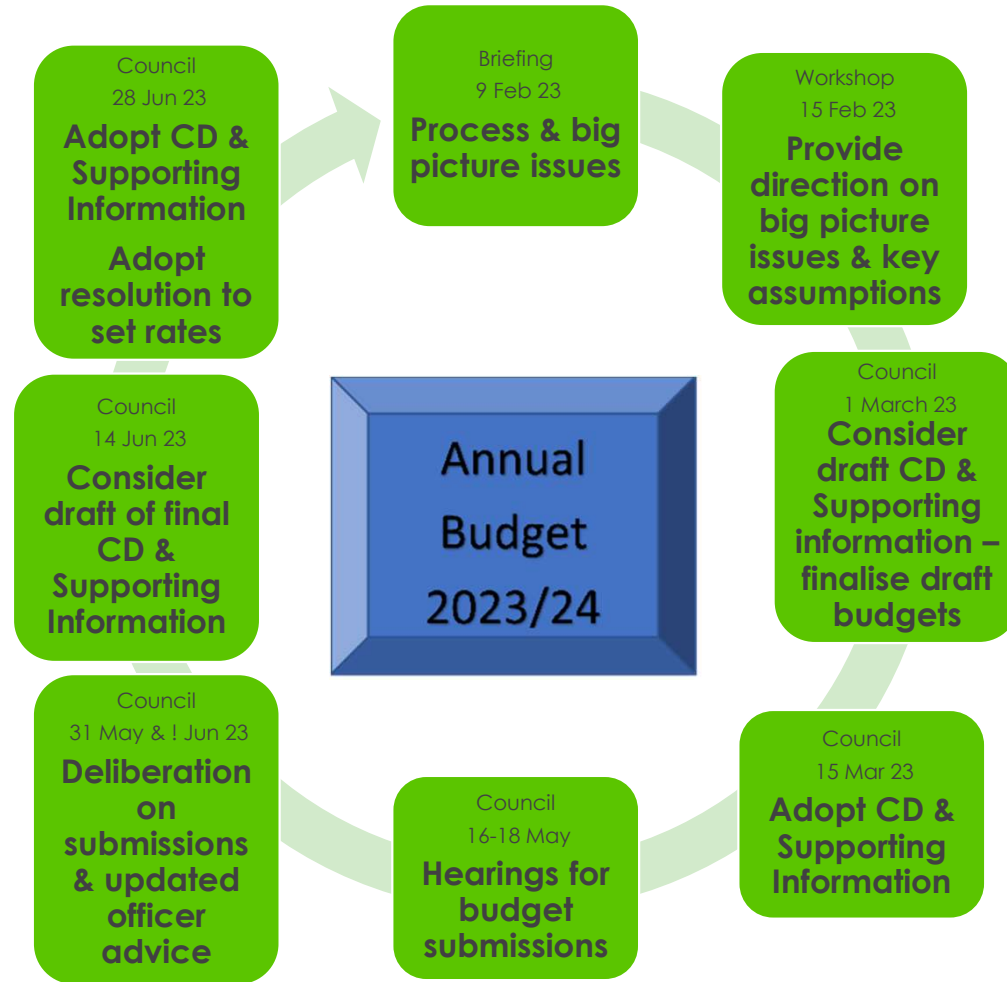 Briefing
9 Feb 23
Process & big
picture issues
Workshop
15 Feb 23
Provide
direction on
big picture
issues & key
assumptions
Council
1 March 23
Consider
draft CD &
Supporting
information –
finalise draft
budgets
Council
15 Mar 23
Adopt CD &
Supporting
Information
Council
16-18 May
Hearings for
budget
submissions
Council
31 May & ! Jun 23
Deliberation
on
submissions
& updated
officer
advice
Council
14 Jun 23
Consider
draft of final
CD &
Supporting
Information
Council
28 Jun 23
Adopt CD &
Supporting
Information
Adopt
resolution to
set rates
Annual
Budget
2023/24